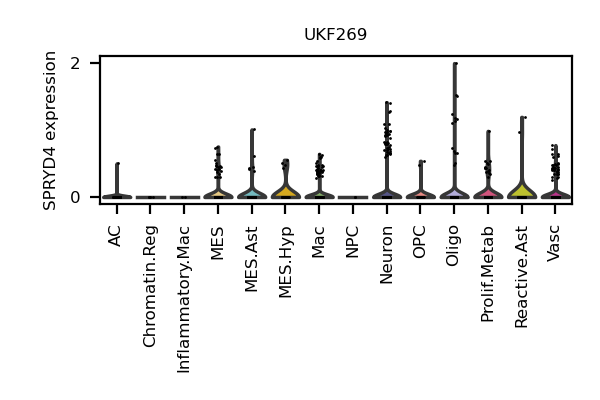 UKF269
SPRYD4 expression
2
0
AC
Chromatin.Reg
Inflammatory.Mac
MES
MES.Ast
MES.Hyp
Mac
NPC
Neuron
OPC
Oligo
Prolif.Metab
Reactive.Ast
Vasc